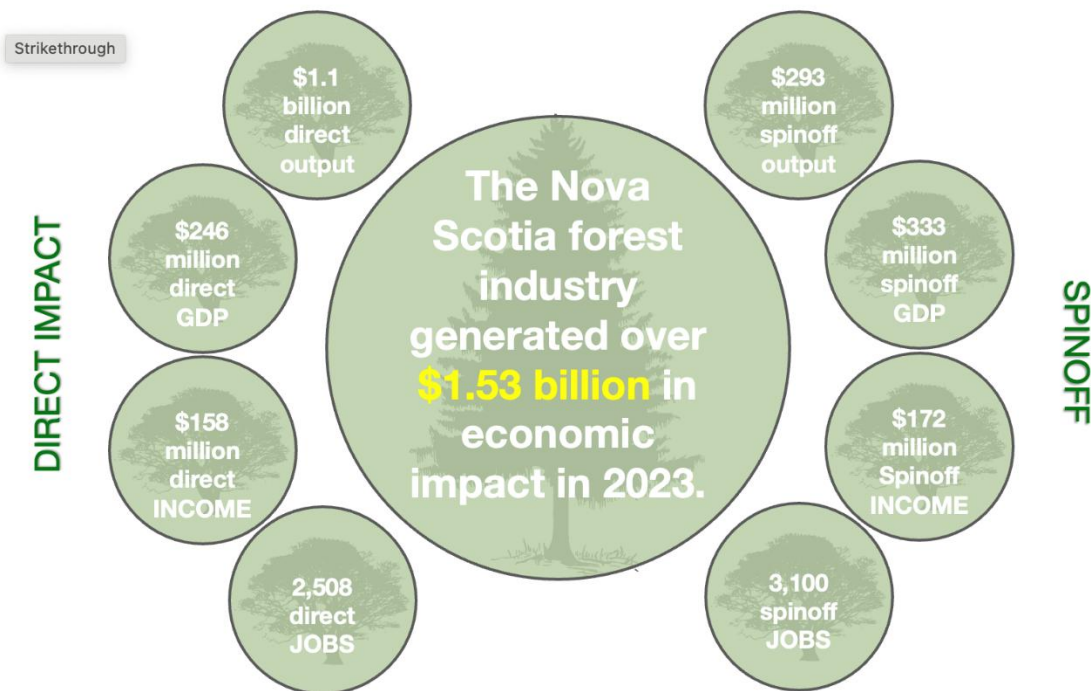 Strikethrough
DIRECT IMPACT
$1.1
billion
direct
output
$246
million
direct
GDP
$158
million
direct
INCOME
2,508
direct
JOBS
The Nova
Scotia forest
industry
generated over
$1.53 billion in
economic
impact in 2023.
$293
million
spinoff
output
$333
million
spinoff
GDP
$172
million
Spinoff
INCOME
3,100
spinoff
JOBS
SPINOFF